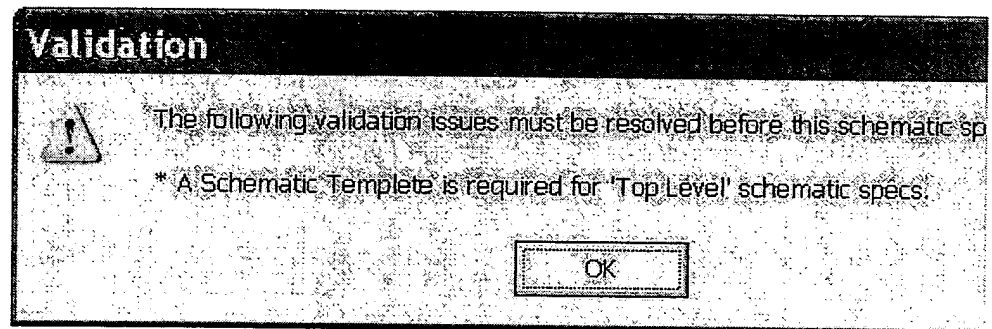 Validation
The following validation issues must be resolved before this schematic sp
* A Schematic Templete is required for 'Top Level' schematic specs.
OK